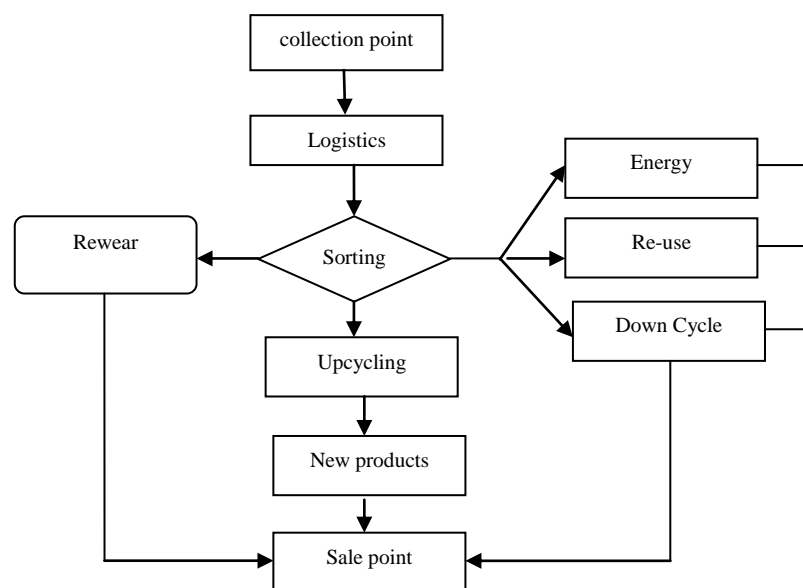 collection point
Logistics
Energy
Rewear
Sorting
Re-use
Down Cycle
Upcycling
New products
Sale point